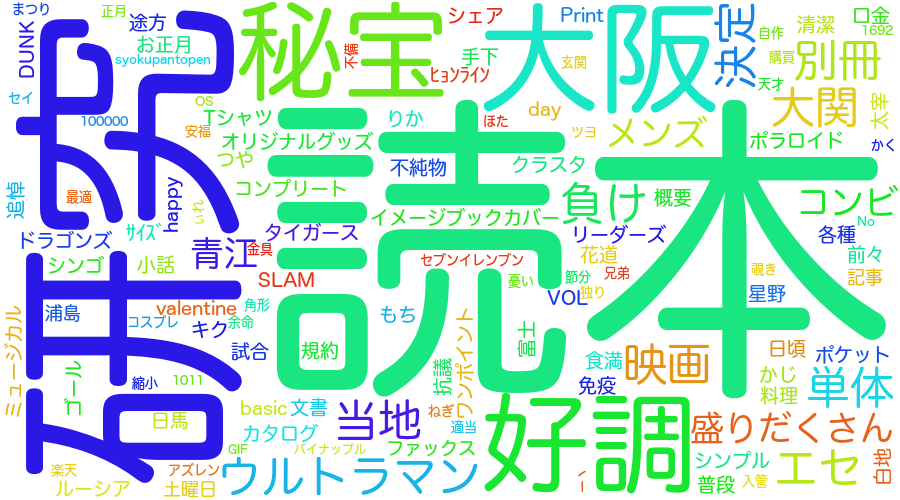 まつり
正月
途方
秘宝
シェア
Print
決定
自作
清潔
口金
1692
DUNK
お正月
syokupantopen
不備
手下
大阪
玄関
別冊
セイ
100000
OS
ﾋｮﾝﾗｲﾝ
購買
天才
大関
太宰
研究
Tシャツ
安福
りか
ほた
day
ツヨ
メンズ
ポラロイド
かく
オリジナルグッズ
読本
追悼
最適
happy
つや
コンプリート
不純物
クラスタ
負け
概要
コンビ
いれ
イメージブックカバー
No
ドラゴンズ
ｻｲｽﾞ
タイガース
リーダーズ
各種
青江
金具
花道
前々
シンゴ
小話
SLAM
セブンイレンブン
兄弟
覗き
記事
憂い
節分
独り
星野
VOL
浦島
valentine
角形
コスプレ
キク
余命
もち
ワンポイント
富士
ミュージカル
ゴール
試合
規約
抗議
食満
映画
日頃
ポケット
縮小
1011
免疫
かじ
単体
料理
日馬
basic
文書
当地
ねぎ
適当
好調
盛りだくさん
カタログ
GIF
パイナップル
ファックス
楽天
アズレン
ウルトラマン
シンプル
エセ
白地
ルーシア
土曜日
普段
入管